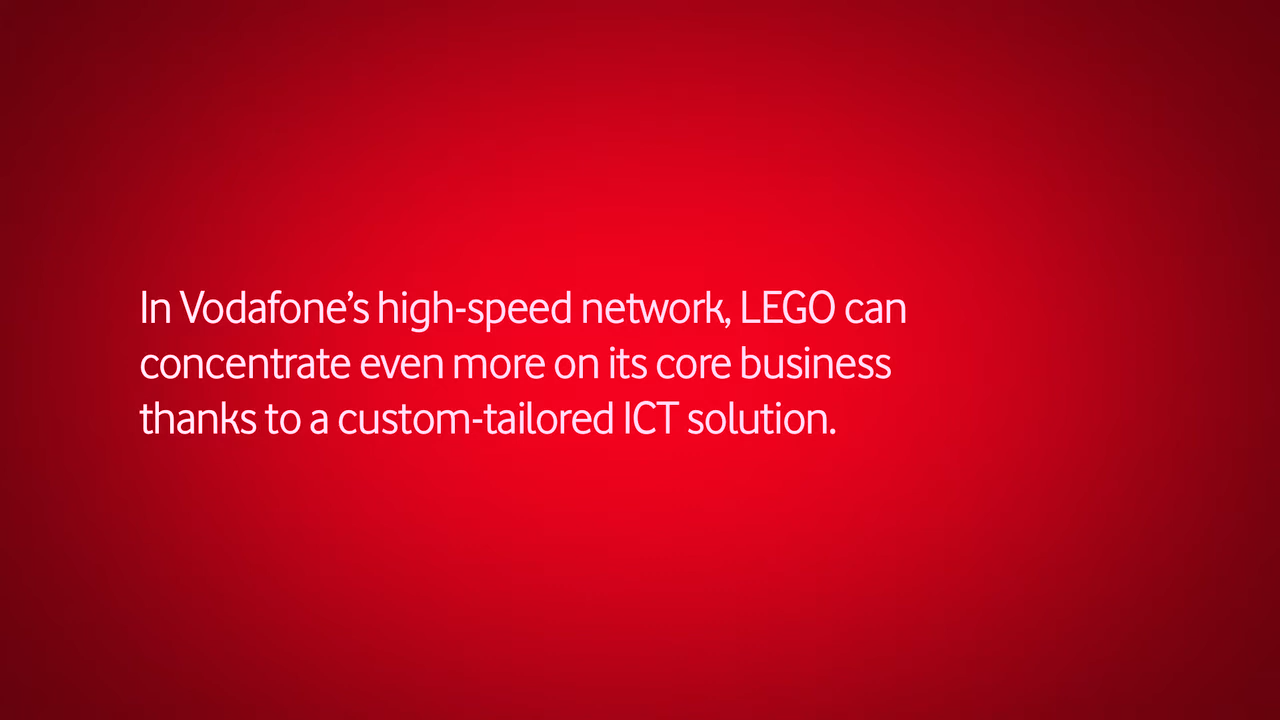 In Vodafone’s high-speed network, LEGO can
concentrate even more on its core business
thanks to a custom-tailored ICT solution.